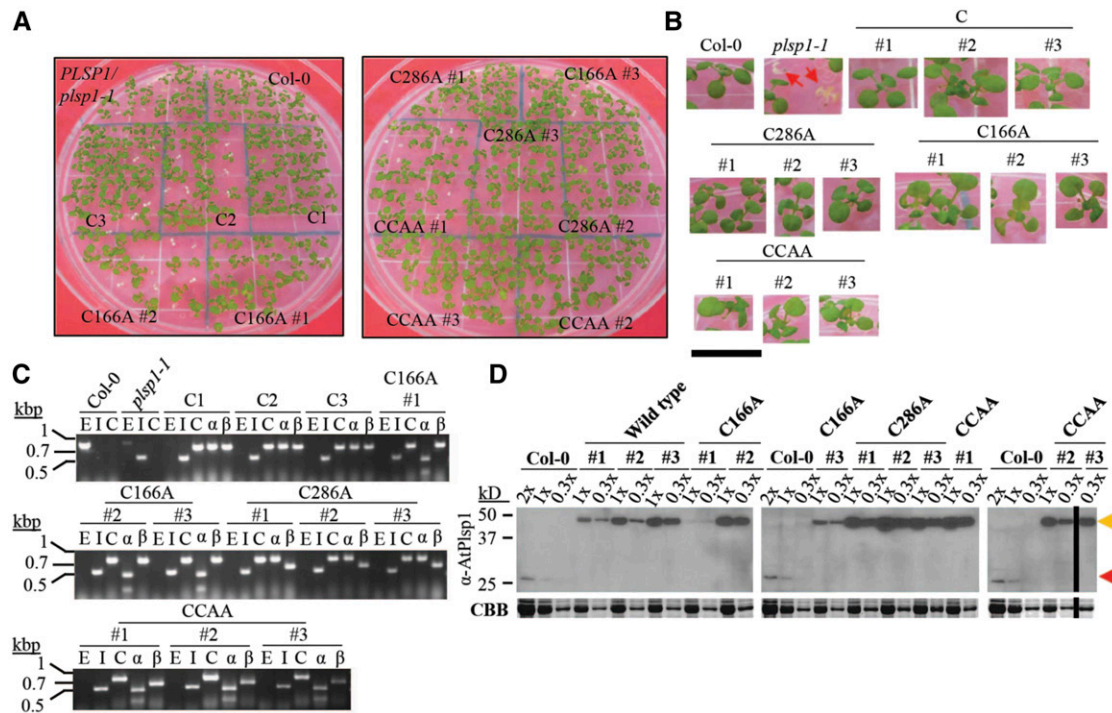 A
PLSP1/
plsp1-1
Col-0
C3
C2
C1
C166A #2
C166A #1
C286A #1
C166A #3
C286A #3
CCAA #1
C286A #2
CCAA #3
CCAA #2
B
C
Col-0
plsp1-1
#1
#2
#3
C286A
C166A
#1
#2
#3
#1
#2
#3
CCAA
#1
#2
#3
C
kbp
Col-0
plsp1-1
C1
C2
C3
C166A
#1
E I C E I C E I C α β E I C α β E I C α β E I C α β
1
0.7
0.5
C166A
C286A
kbp
#2
#3
#1
#2
#3
E I C α β E I C α β E I C α β E I C α β E I C α β
1
0.7
0.5
CCAA
kbp
#1
#2
#3
E I C α β E I C α β E I C α β
1
0.7
0.5
D
Wild type
C166A
C166A
C286A
CCAA
CCAA
Col-0 #1 #2 #3 #1 #2
Col-0 #3 #1 #2 #3 #1
Col-0 #2 #3
kD
2x 1x 0.3x 1x 0.3x 1x 0.3x 1x 0.3x 1x 0.3x 1x 0.3x
2x 1x 0.3x 1x 0.3x 1x 0.3x 1x 0.3x 1x 0.3x 1x 0.3x
2x 1x 0.3x 1x 0.3x 0.3x
α-AtPlsp1
50
37
25
CBB